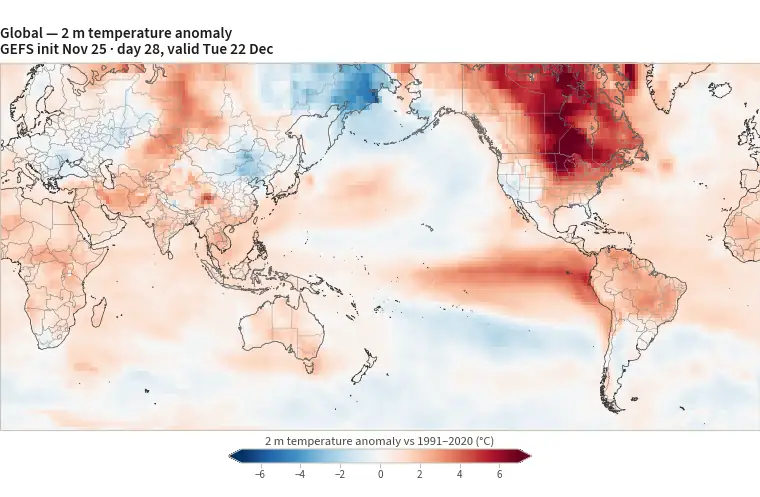 Global — 2 m temperature anomaly
GEFS init Nov 25 · day 28, valid Tue 22 Dec
2 m temperature anomaly vs 1991–2020 (°C)
−6 −4 −2 0 2 4 6